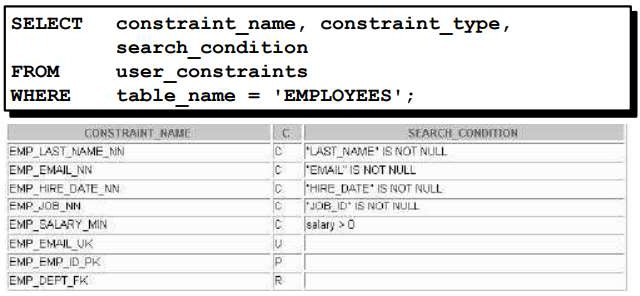 SELECT constraint_name, constraint_type,
search_condition
FROM user_constraints
WHERE table_name = 'EMPLOYEES';
CONSTRAINT_NAME C SEARCH_CONDITION
EMP_LAST_NAME_NN C "LAST_NAME" IS NOT NULL
EMP_EMAIL_NN C "EMAIL" IS NOT NULL
EMP_HIRE_DATE_NN C "HIRE_DATE" IS NOT NULL
EMP_JOB_NN C "JOB_ID" IS NOT NULL
EMP_SALARY_MIN C salary > 0
EMP_EMAIL_UK U
EMP_EMP_ID_PK P
EMP_DEPT_FK R